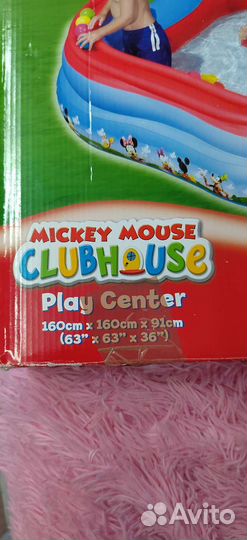 MICKEY MOUSE
CLUBHOUSE
Play Center
160cm x 160cm x 91cm
(63" x 63" x 36")
Avito